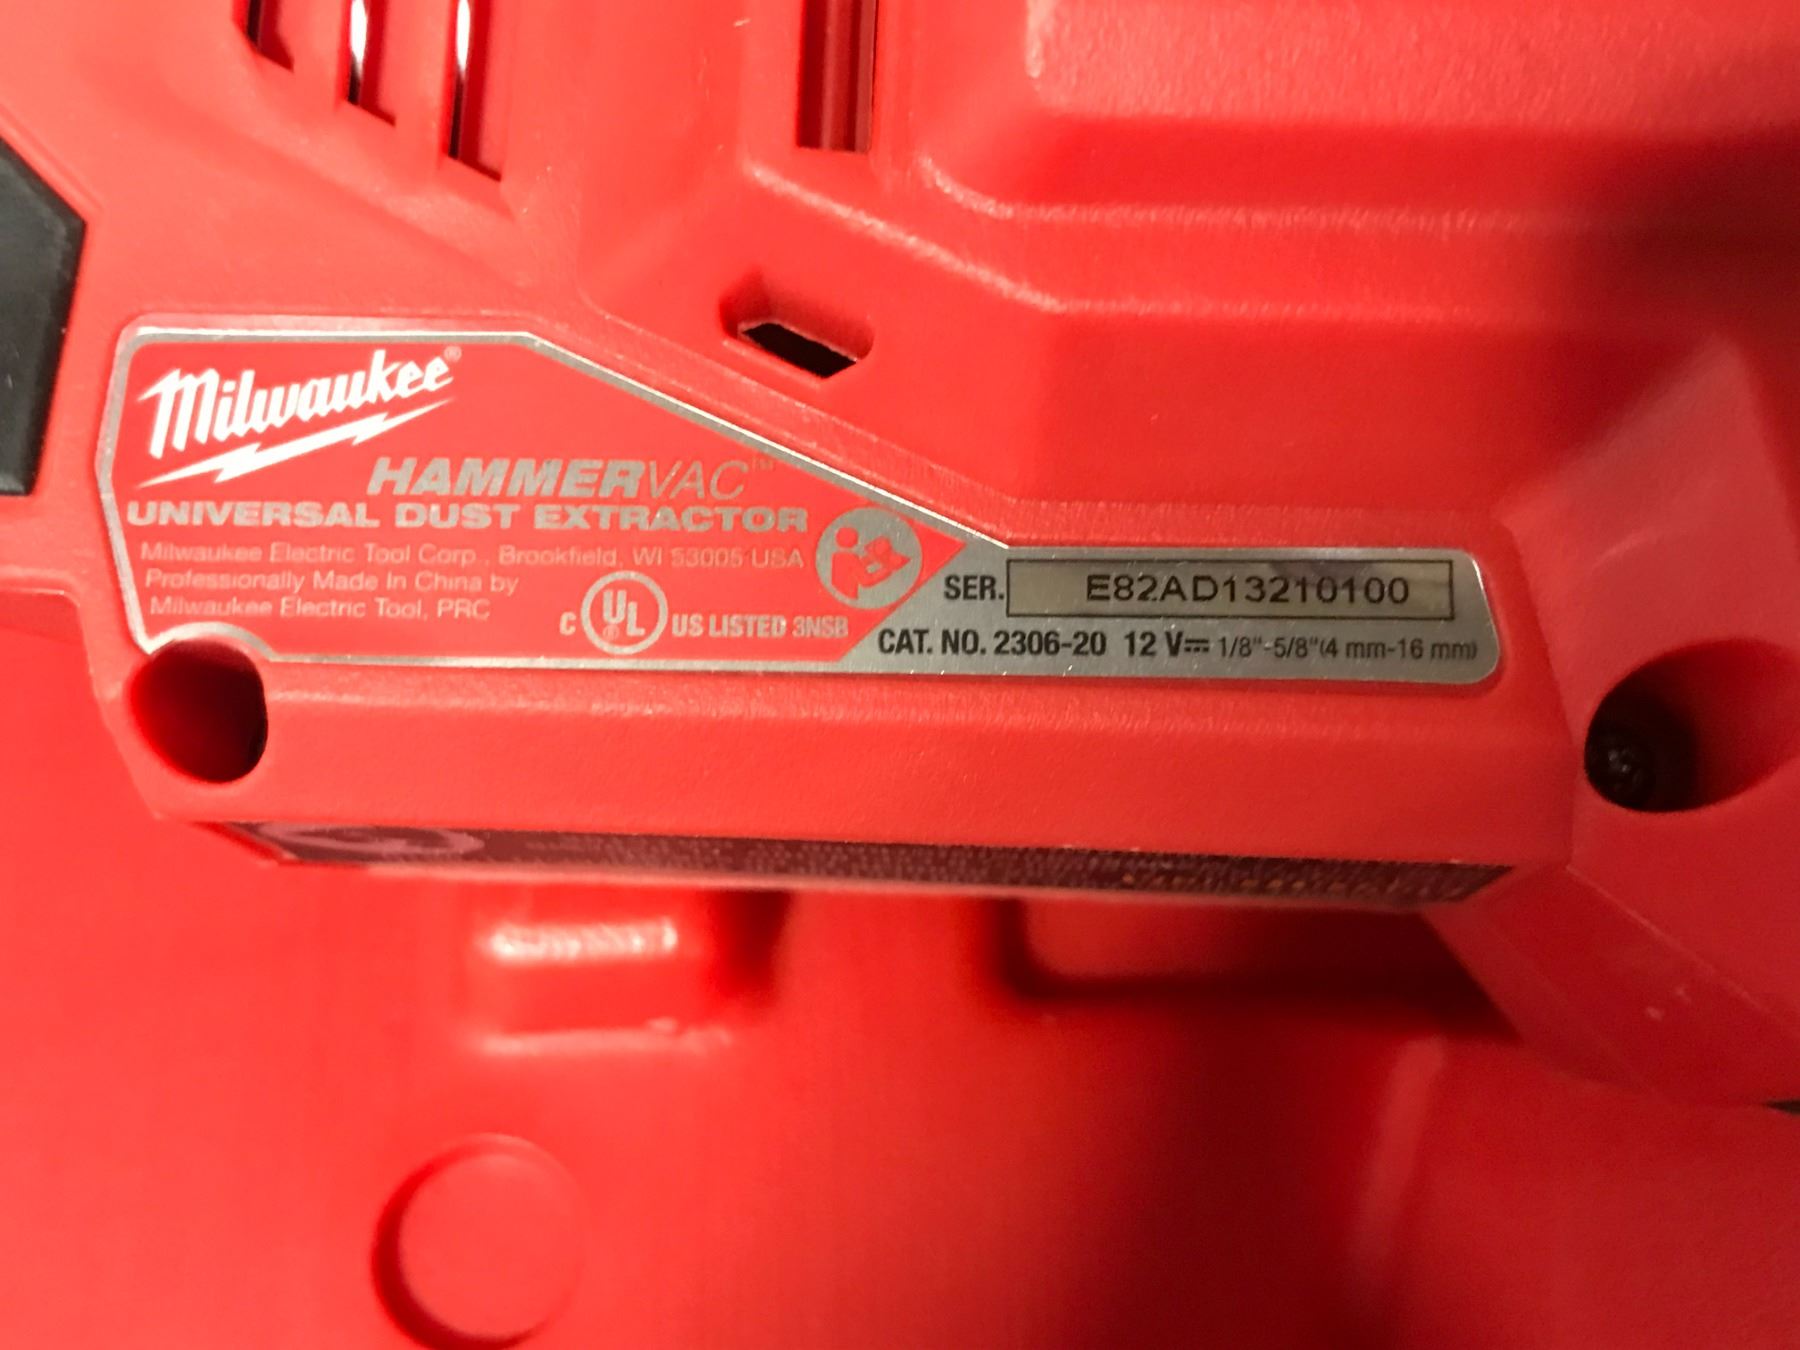 Milwaukee®
HAMMERVAC™
UNIVERSAL DUST EXTRACTOR
Milwaukee Electric Tool Corp., Brookfield, WI 53005 USA
Professionally Made In China by
Milwaukee Electric Tool, PRC
C UL® US LISTED 3NSB
SER. E82AD13210100
CAT. NO. 2306-20 12 V⎓ 1/8"-5/8"(4 mm-16 mm)